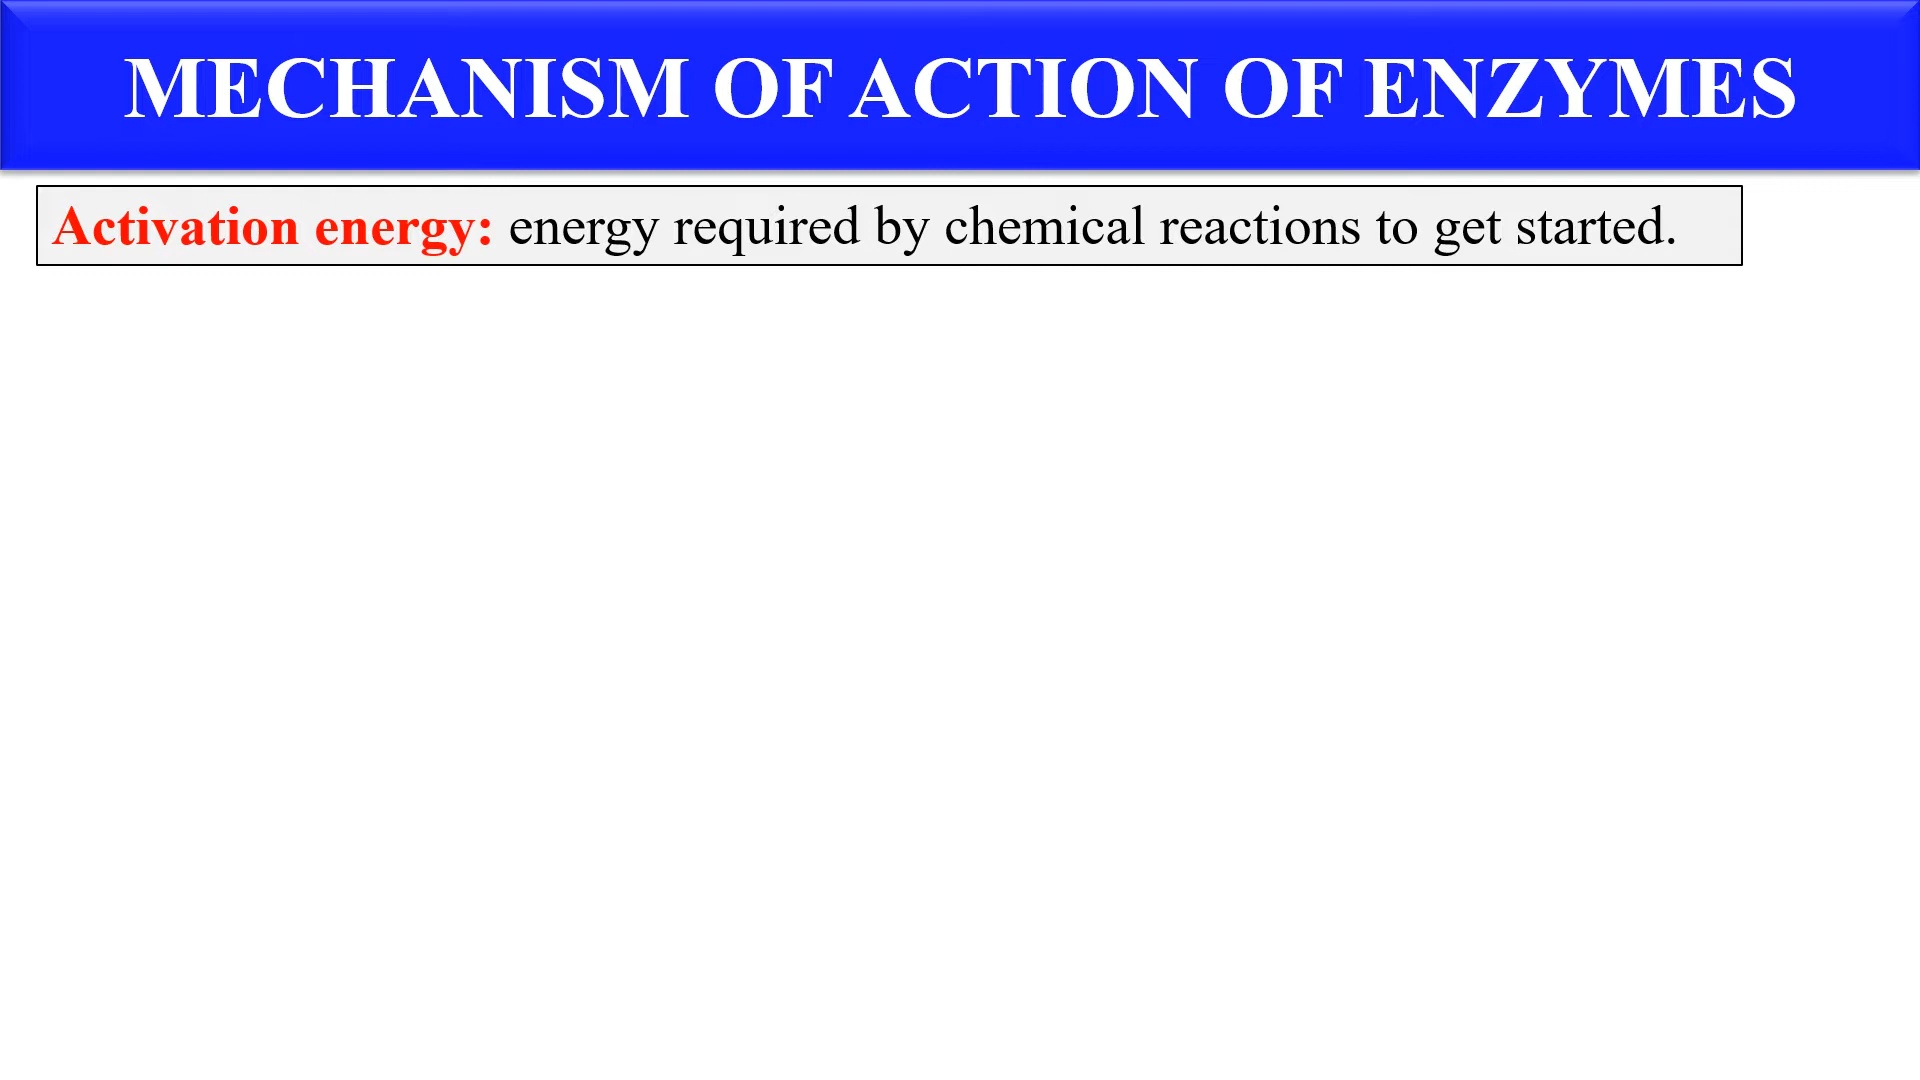 MECHANISM OF ACTION OF ENZYMES
Activation energy: energy required by chemical reactions to get started.